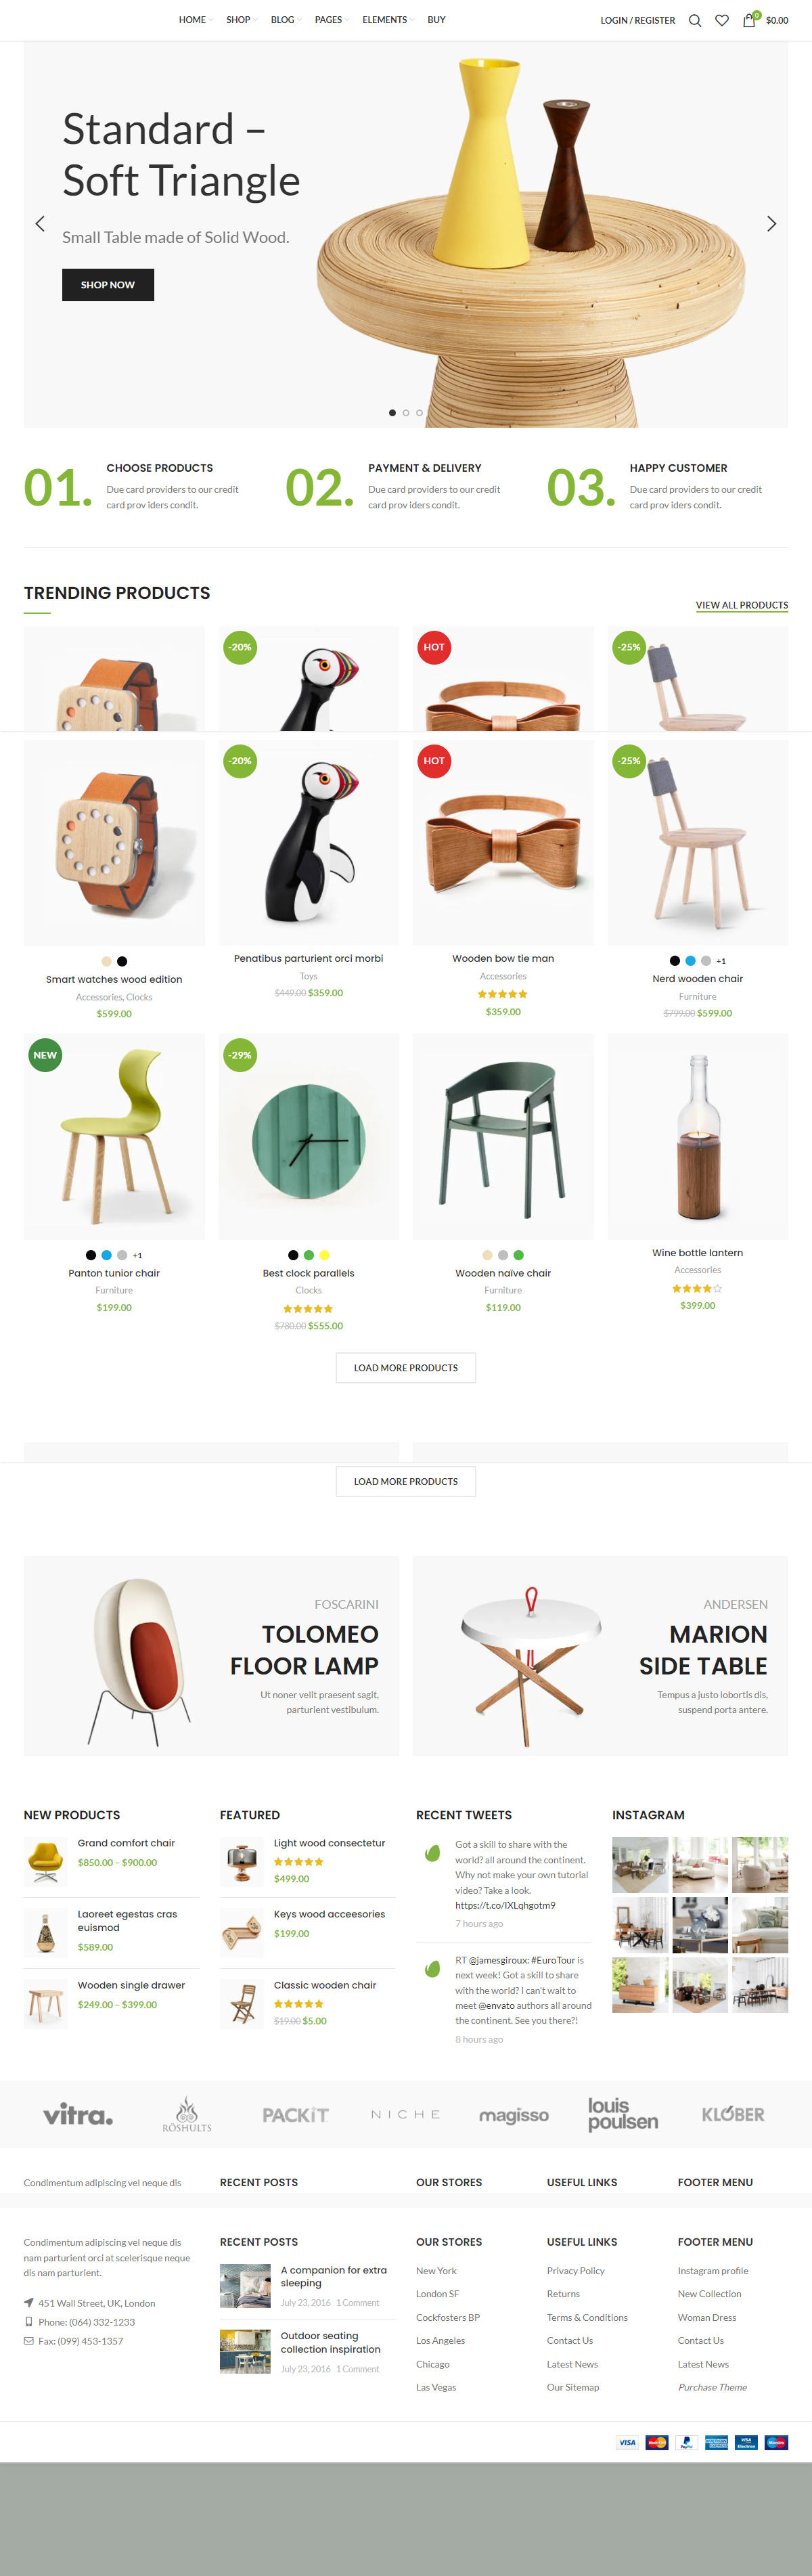 HOME SHOP BLOG PAGES ELEMENTS BUY
LOGIN / REGISTER 0 $0.00
Standard –
Soft Triangle
Small Table made of Solid Wood.
SHOP NOW
01.
CHOOSE PRODUCTS
Due card providers to our credit
card prov iders condit.
02.
PAYMENT & DELIVERY
Due card providers to our credit
card prov iders condit.
03.
HAPPY CUSTOMER
Due card providers to our credit
card prov iders condit.
TRENDING PRODUCTS
VIEW ALL PRODUCTS
-20%
HOT
-25%
-20%
HOT
-25%
Smart watches wood edition
Accessories, Clocks
$599.00
Penatibus parturient orci morbi
Toys
$449.00 $359.00
Wooden bow tie man
Accessories
$359.00
+1
Nerd wooden chair
Furniture
$799.00 $599.00
NEW
-29%
+1
Panton tunior chair
Furniture
$199.00
Best clock parallels
Clocks
$780.00 $555.00
Wooden naïve chair
Furniture
$119.00
Wine bottle lantern
Accessories
$399.00
LOAD MORE PRODUCTS
LOAD MORE PRODUCTS
FOSCARINI
TOLOMEO
FLOOR LAMP
Ut noner velit praesent sagit,
parturient vestibulum.
ANDERSEN
MARION
SIDE TABLE
Tempus a justo lobortis dis,
suspend porta antere.
NEW PRODUCTS
Grand comfort chair
$850.00 – $900.00
Laoreet egestas cras
euismod
$589.00
Wooden single drawer
$249.00 – $399.00
FEATURED
Light wood consectetur
$499.00
Keys wood acceesories
$199.00
Classic wooden chair
$19.00 $5.00
RECENT TWEETS
Got a skill to share with the
world? all around the continent.
Why not make your own tutorial
video? Take a look.
https://t.co/IXLqhgotm9
7 hours ago
RT @jamesgiroux: #EuroTour is
next week! Got a skill to share
with the world? I can't wait to
meet @envato authors all around
the continent. See you there?!
8 hours ago
INSTAGRAM
vitra.
RÖSHULTS
PACKIT
NICHE
magisso
louis
poulsen
KLÖBER
Condimentum adipiscing vel neque dis
RECENT POSTS
OUR STORES
USEFUL LINKS
FOOTER MENU
Condimentum adipiscing vel neque dis
nam parturient orci at scelerisque neque
dis nam parturient.
451 Wall Street, UK, London
Phone: (064) 332-1233
Fax: (099) 453-1357
RECENT POSTS
A companion for extra
sleeping
July 23, 2016 1 Comment
Outdoor seating
collection inspiration
July 23, 2016 1 Comment
OUR STORES
New York
London SF
Cockfosters BP
Los Angeles
Chicago
Las Vegas
USEFUL LINKS
Privacy Policy
Returns
Terms & Conditions
Contact Us
Latest News
Our Sitemap
FOOTER MENU
Instagram profile
New Collection
Woman Dress
Contact Us
Latest News
Purchase Theme
VISA
PayPal